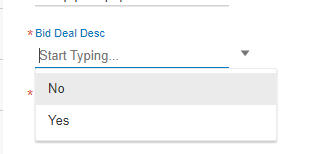 * Bid Deal Desc
Start Typing...
No
*
Yes